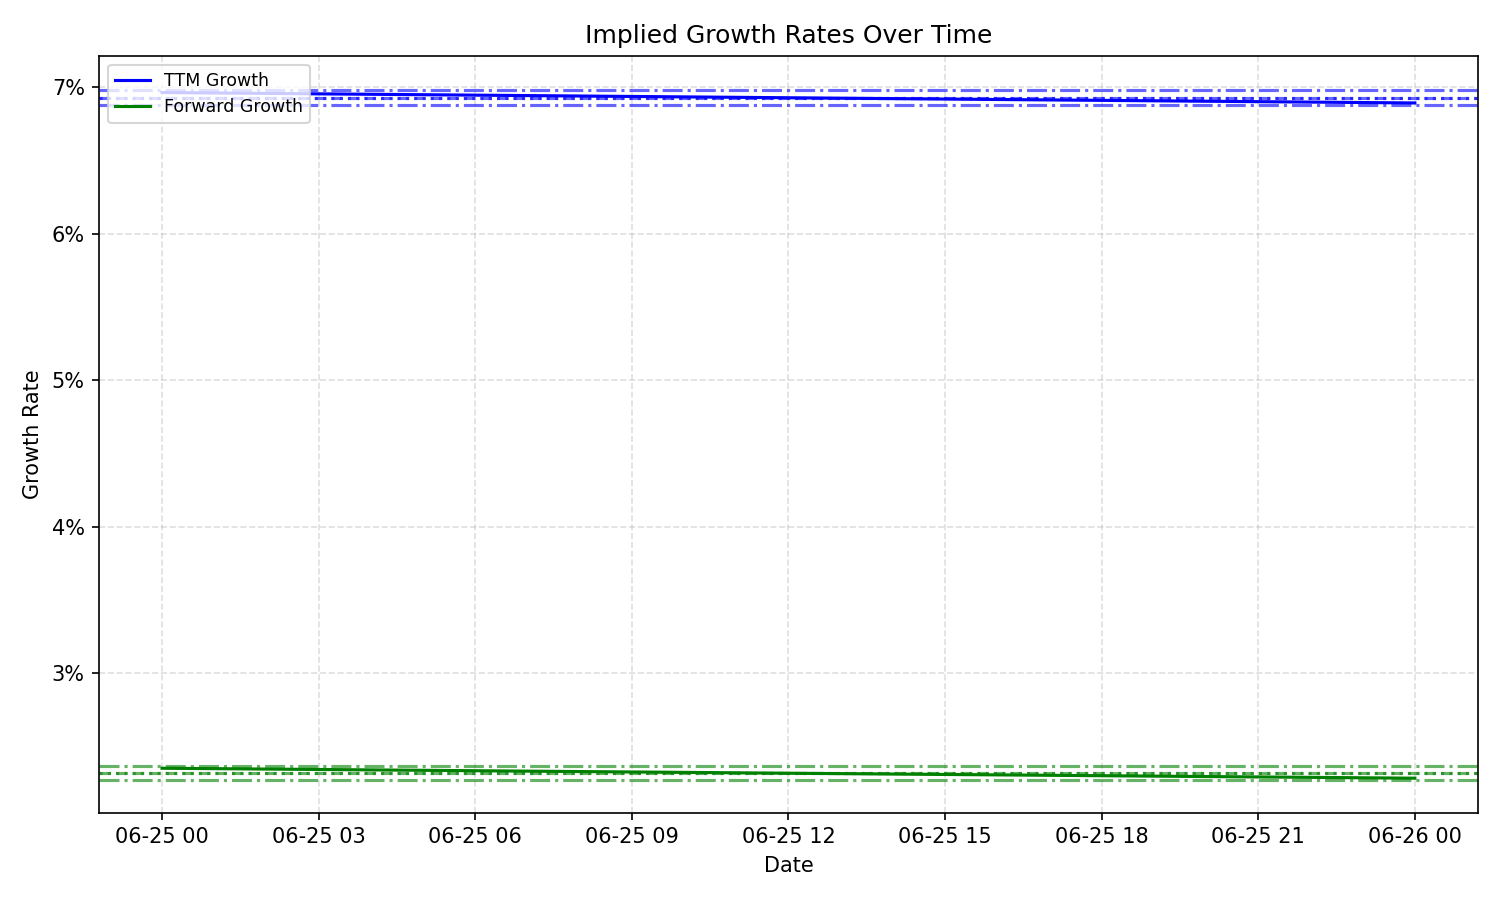 Implied Growth Rates Over Time
TTM Growth
Forward Growth
7%
6%
5%
4%
3%
Growth Rate
06-25 00
06-25 03
06-25 06
06-25 09
06-25 12
06-25 15
06-25 18
06-25 21
06-26 00
Date